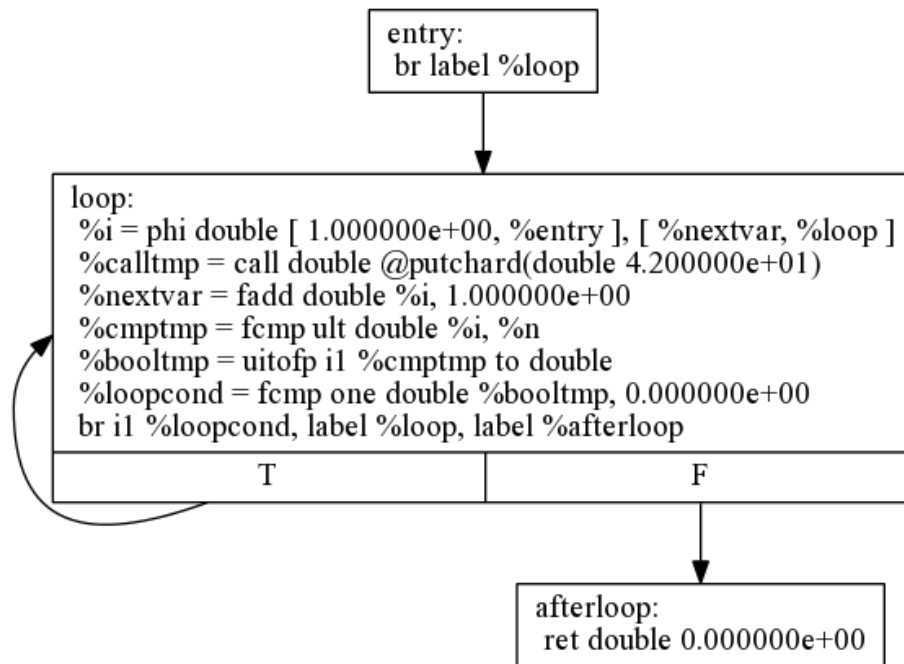 entry:
br label %loop
loop:
%i = phi double [ 1.000000e+00, %entry ], [ %nextvar, %loop ]
%calltmp = call double @putchard(double 4.200000e+01)
%nextvar = fadd double %i, 1.000000e+00
%cmptmp = fcmp ult double %i, %n
%booltmp = uitofp i1 %cmptmp to double
%loopcond = fcmp one double %booltmp, 0.000000e+00
br i1 %loopcond, label %loop, label %afterloop
T
F
afterloop:
ret double 0.000000e+00